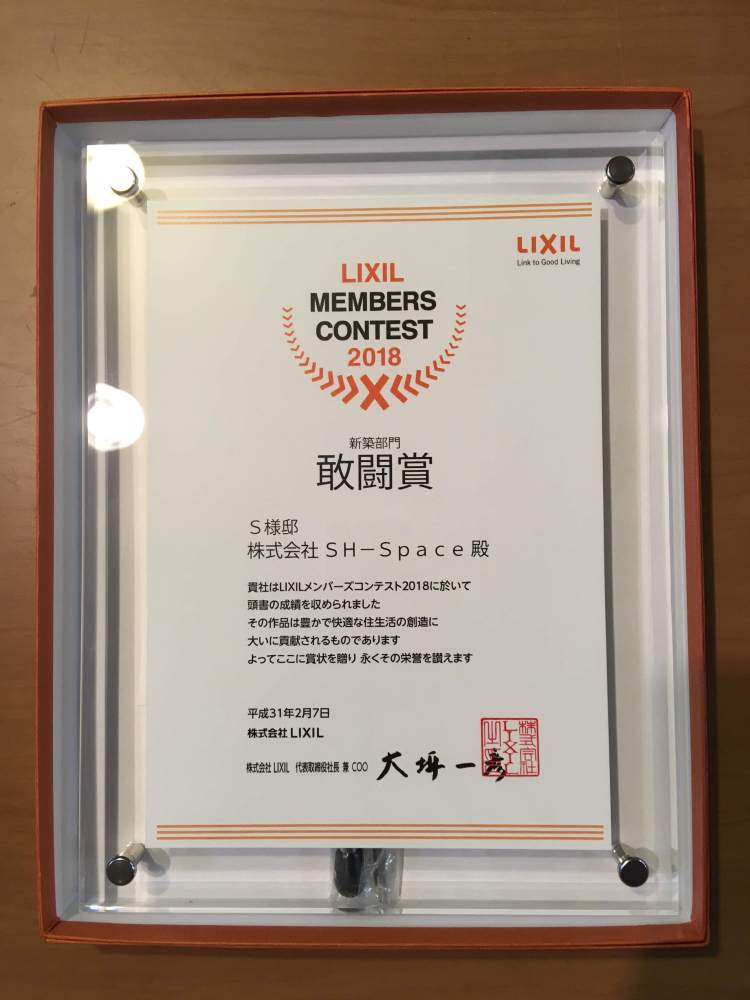 LIXIL
Link to Good Living
LIXIL
MEMBERS
CONTEST
2018
新築部門
敢闘賞
S様邸
株式会社 SH−Space 殿
貴社はLIXILメンバーズコンテスト2018に於いて
頭書の成績を収められました
その作品は豊かで快適な住生活の創造に
大いに貢献されるものであります
よってここに賞状を贈り 永くその栄誉を讃えます
平成31年2月7日
株式会社 LIXIL
株式会社 LIXIL 代表取締役社長 兼 COO 大坪一彦